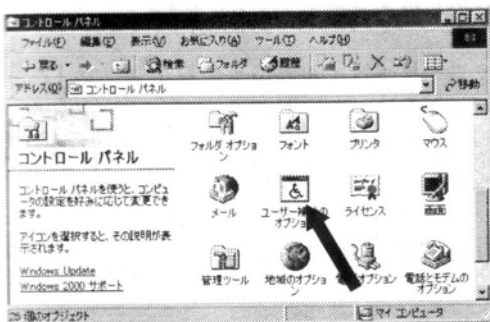 コントロール パネル
ファイル(F) 編集(E) 表示(V) お気に入り(A) ツール(T) ヘルプ(H)
戻る 検索 フォルダ 履歴
アドレス(D) コントロール パネル 移動
コントロール パネル
コントロール パネルを使うと、コンピュ
ータの設定を好みに応じて変更でき
ます。
アイコンを選択すると、その説明が表
示されます。
Windows Update
Windows 2000 サポート
フォルダ オプショ
ン
フォント
プリンタ
マウス
メール
ユーザー補助の
オプション
ライセンス
画面
管理ツール
地域のオプショ
ン
オプション
電話とモデムの
オプション
25 個のオブジェクト
マイ コンピュータ